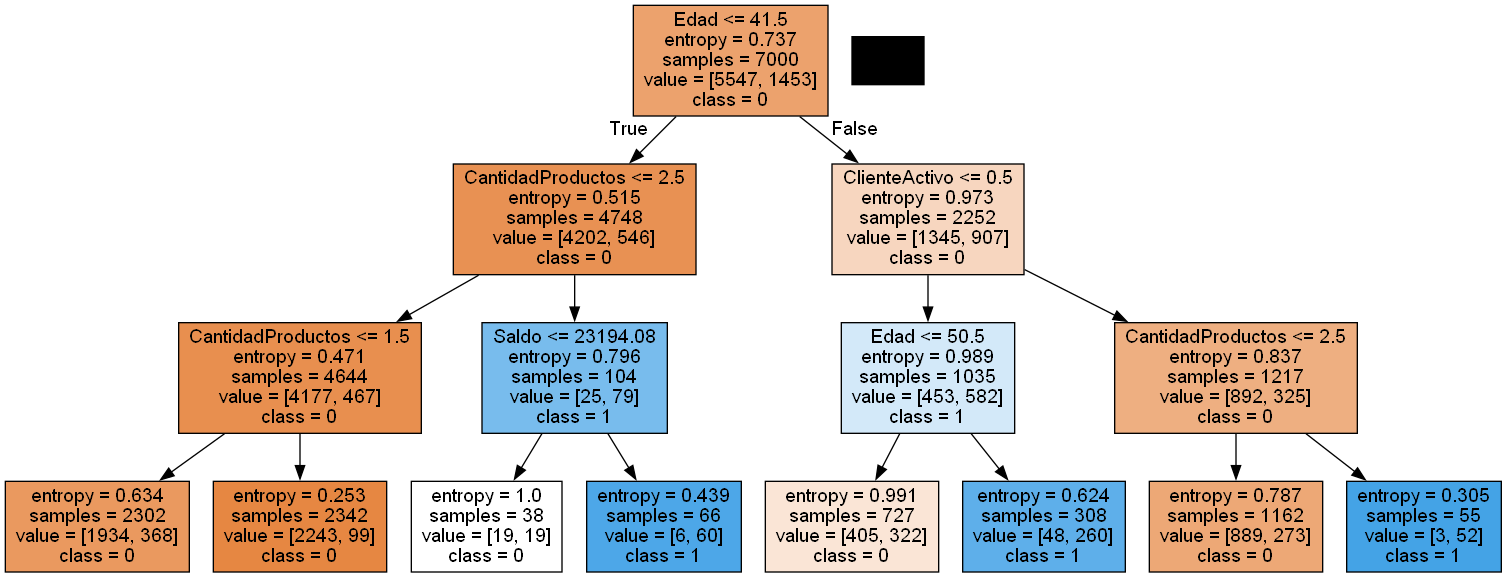 Edad <= 41.5
entropy = 0.737
samples = 7000
value = [5547, 1453]
class = 0
True
False
CantidadProductos <= 2.5
entropy = 0.515
samples = 4748
value = [4202, 546]
class = 0
ClienteActivo <= 0.5
entropy = 0.973
samples = 2252
value = [1345, 907]
class = 0
CantidadProductos <= 1.5
entropy = 0.471
samples = 4644
value = [4177, 467]
class = 0
Saldo <= 23194.08
entropy = 0.796
samples = 104
value = [25, 79]
class = 1
Edad <= 50.5
entropy = 0.989
samples = 1035
value = [453, 582]
class = 1
CantidadProductos <= 2.5
entropy = 0.837
samples = 1217
value = [892, 325]
class = 0
entropy = 0.634
samples = 2302
value = [1934, 368]
class = 0
entropy = 0.253
samples = 2342
value = [2243, 99]
class = 0
entropy = 1.0
samples = 38
value = [19, 19]
class = 0
entropy = 0.439
samples = 66
value = [6, 60]
class = 1
entropy = 0.991
samples = 727
value = [405, 322]
class = 0
entropy = 0.624
samples = 308
value = [48, 260]
class = 1
entropy = 0.787
samples = 1162
value = [889, 273]
class = 0
entropy = 0.305
samples = 55
value = [3, 52]
class = 1